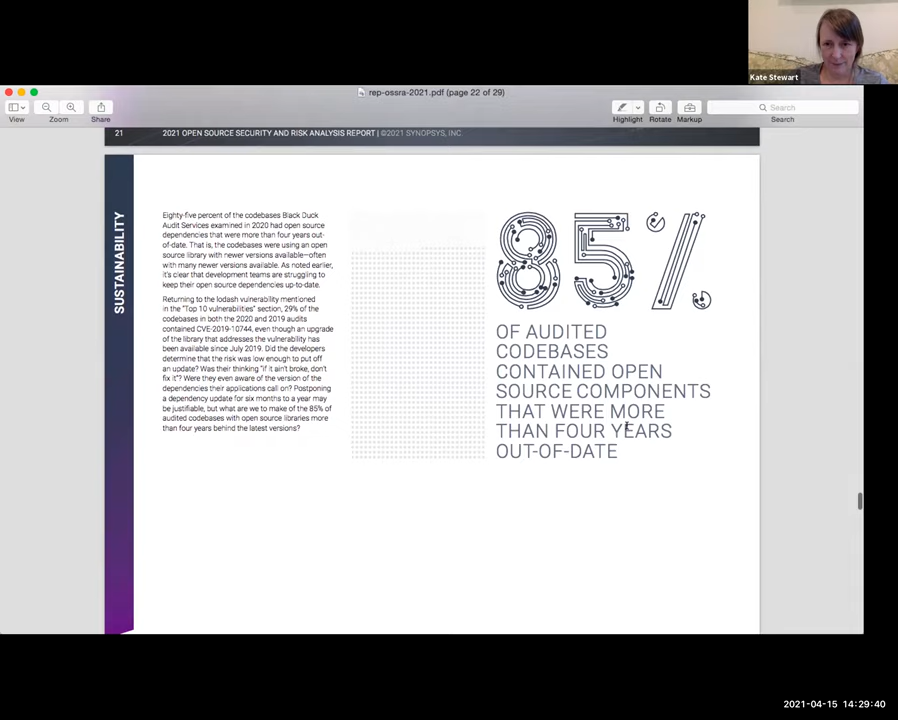 Kate Stewart
rep-ossra-2021.pdf (page 22 of 29)
View
Zoom
Share
Highlight
Rotate
Markup
Search
Search
21 2021 OPEN SOURCE SECURITY AND RISK ANALYSIS REPORT | ©2021 SYNOPSYS, INC.
SUSTAINABILITY
Eighty-five percent of the codebases Black Duck
Audit Services examined in 2020 had open source
dependencies that were more than four years out-
of-date. That is, the codebases were using an open
source library with newer versions available—often
with many newer versions available. As noted earlier,
it's clear that development teams are struggling to
keep their open source dependencies up-to-date.
Returning to the lodash vulnerability mentioned
in the "Top 10 vulnerabilities" section, 29% of the
codebases in both the 2020 and 2019 audits
contained CVE-2019-10744, even though an upgrade
of the library that addresses the vulnerability has
been available since July 2019. Did the developers
determine that the risk was low enough to put off
an update? Was their thinking "if it ain't broke, don't
fix it"? Were they even aware of the version of the
dependencies their applications call on? Postponing
a dependency update for six months to a year may
be justifiable, but what are we to make of the 85% of
audited codebases with open source libraries more
than four years behind the latest versions?
85%
OF AUDITED
CODEBASES
CONTAINED OPEN
SOURCE COMPONENTS
THAT WERE MORE
THAN FOUR YEARS
OUT-OF-DATE
2021-04-15 14:29:40